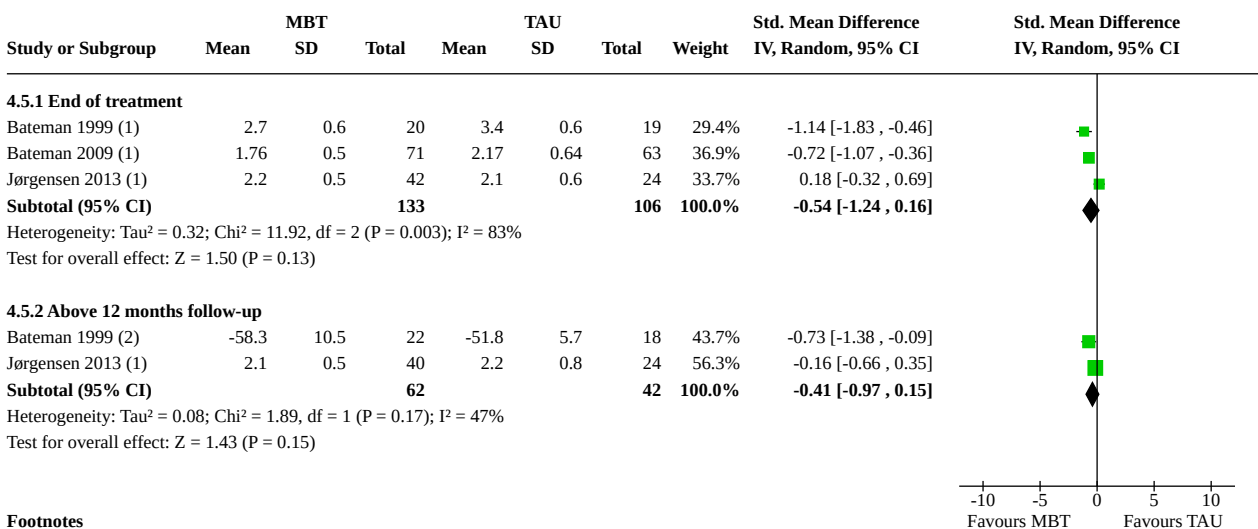 MBT TAU Std. Mean Difference Std. Mean Difference
Study or Subgroup Mean SD Total Mean SD Total Weight IV, Random, 95% CI IV, Random, 95% CI
4.5.1 End of treatment
Bateman 1999 (1) 2.7 0.6 20 3.4 0.6 19 29.4% -1.14 [-1.83 , -0.46]
Bateman 2009 (1) 1.76 0.5 71 2.17 0.64 63 36.9% -0.72 [-1.07 , -0.36]
Jørgensen 2013 (1) 2.2 0.5 42 2.1 0.6 24 33.7% 0.18 [-0.32 , 0.69]
Subtotal (95% CI) 133 106 100.0% -0.54 [-1.24 , 0.16]
Heterogeneity: Tau² = 0.32; Chi² = 11.92, df = 2 (P = 0.003); I² = 83%
Test for overall effect: Z = 1.50 (P = 0.13)
4.5.2 Above 12 months follow-up
Bateman 1999 (2) -58.3 10.5 22 -51.8 5.7 18 43.7% -0.73 [-1.38 , -0.09]
Jørgensen 2013 (1) 2.1 0.5 40 2.2 0.8 24 56.3% -0.16 [-0.66 , 0.35]
Subtotal (95% CI) 62 42 100.0% -0.41 [-0.97 , 0.15]
Heterogeneity: Tau² = 0.08; Chi² = 1.89, df = 1 (P = 0.17); I² = 47%
Test for overall effect: Z = 1.43 (P = 0.15)
-10 -5 0 5 10
Footnotes Favours MBT Favours TAU